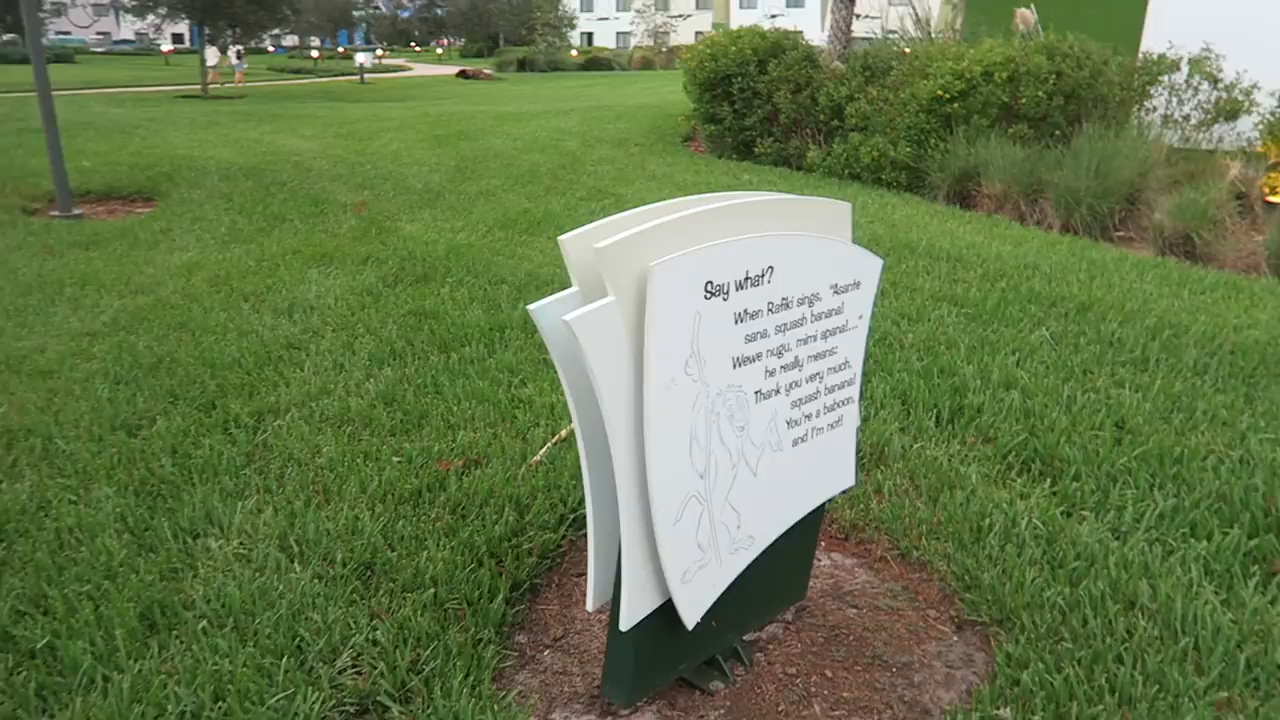 Say what?
When Rafiki sings, "Asante
sana, squash banana!
Wewe nugu, mimi apana!..."
he really means:
Thank you very much,
squash banana!
You're a baboon,
and I'm not!